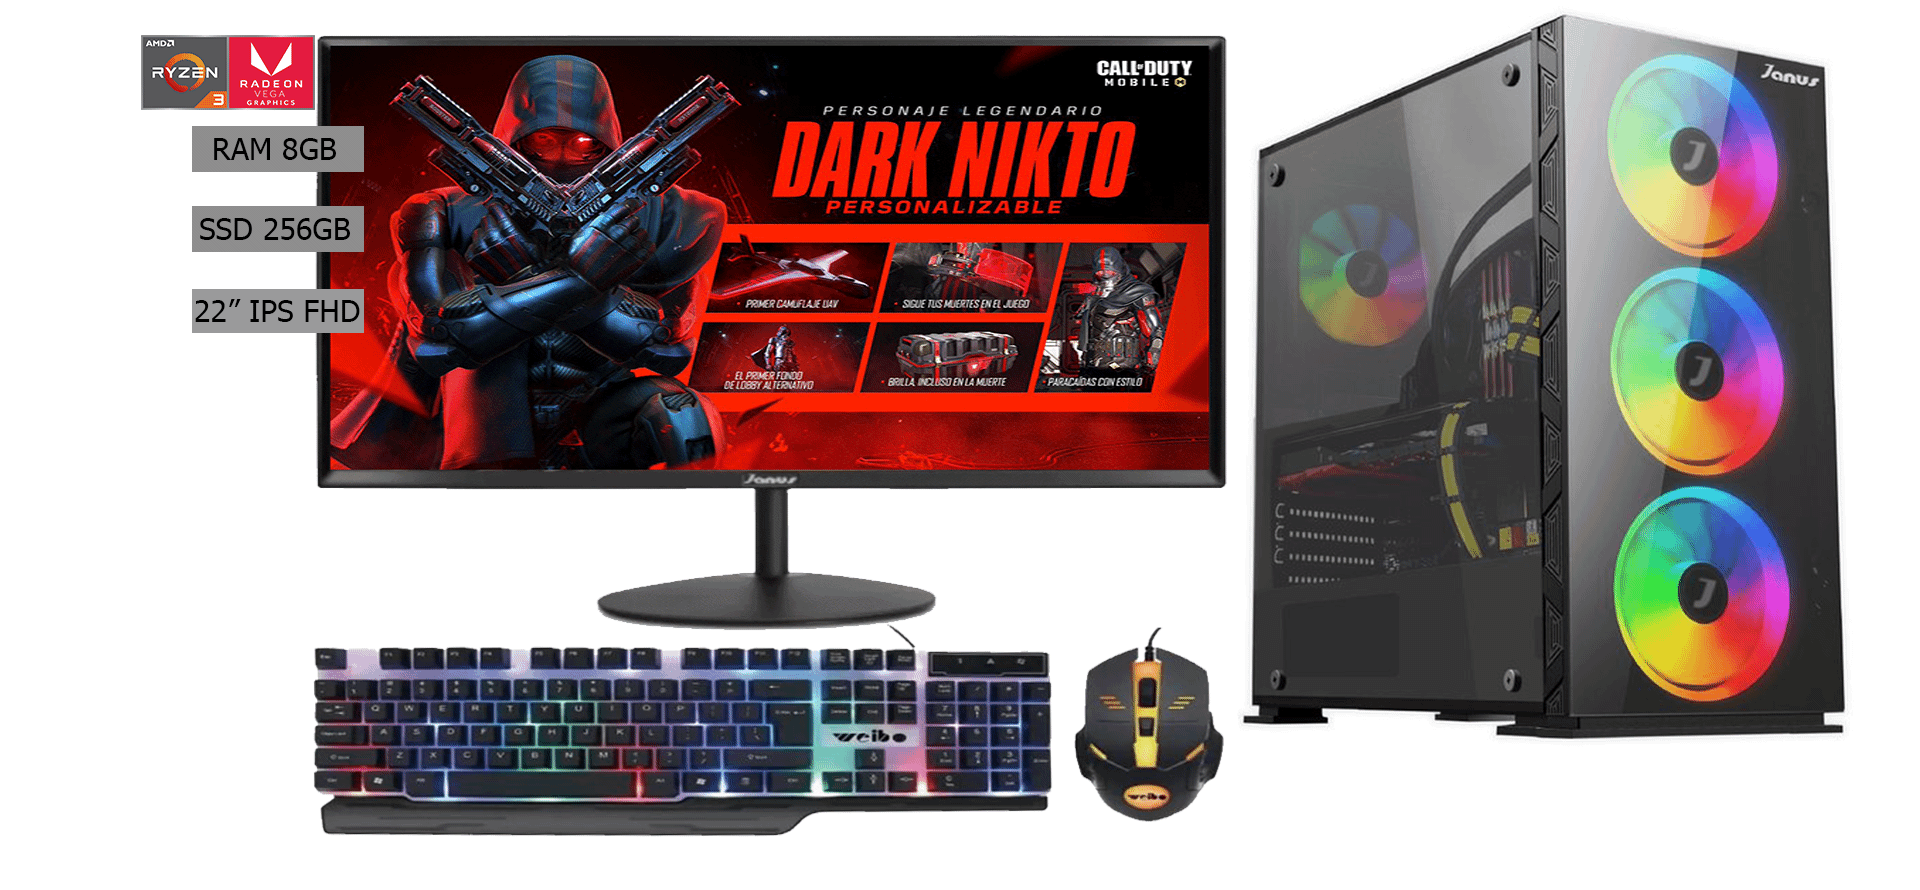 AMD
RYZEN
3
RADEON
VEGA
GRAPHICS
RAM 8GB
SSD 256GB
22” IPS FHD
CALL OF DUTY
MOBILE
PERSONAJE LEGENDARIO
DARK NIKTO
PERSONALIZABLE
· PRIMER CAMUFLAJE UAV
· SIGUE TUS MUERTES EN EL JUEGO
· EL PRIMER FONDO
DE LOBBY ALTERNATIVO
· BRILLA, INCLUSO EN LA MUERTE
· PARACAÍDAS CON ESTILO
Janus
Janus
J
J
J
J
weibo
Q W E R T Y U I O P
A S D F G H J K L
Z X C V B N M
weibo